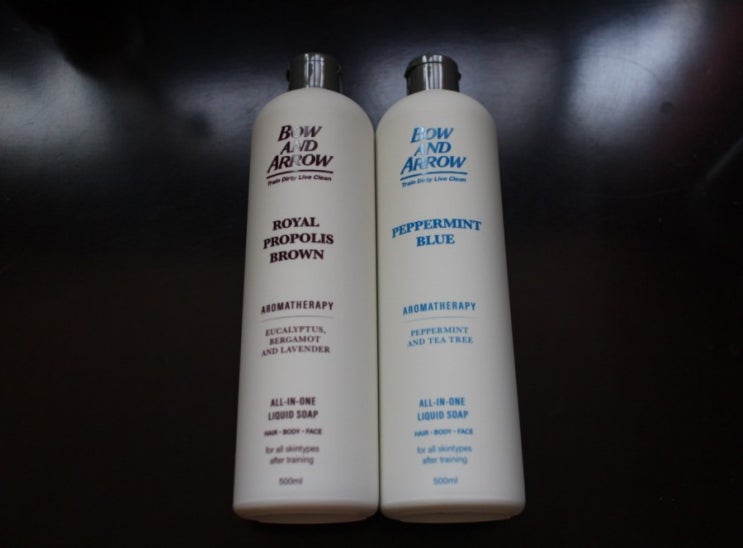 BOW
AND
ARROW
Train Dirty Live Clean
ROYAL
PROPOLIS
BROWN
AROMATHERAPY
EUCALYPTUS,
BERGAMOT
AND LAVENDER
ALL-IN-ONE
LIQUID SOAP
HAIR • BODY • FACE
for all skintypes
after training
500ml
BOW
AND
ARROW
Train Dirty Live Clean
PEPPERMINT
BLUE
AROMATHERAPY
PEPPERMINT
AND TEA TREE
ALL-IN-ONE
LIQUID SOAP
HAIR • BODY • FACE
for all skintypes
after training
500ml